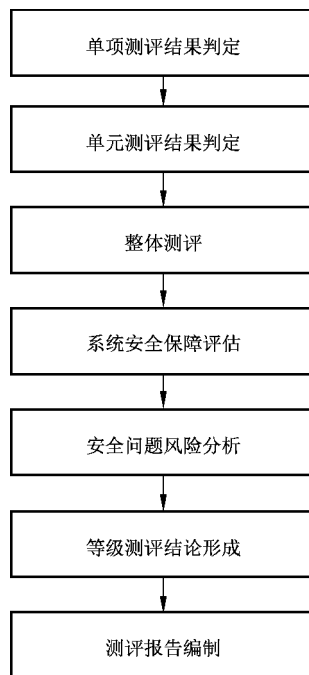 单项测评结果判定
单元测评结果判定
整体测评
系统安全保障评估
安全问题风险分析
等级测评结论形成
测评报告编制